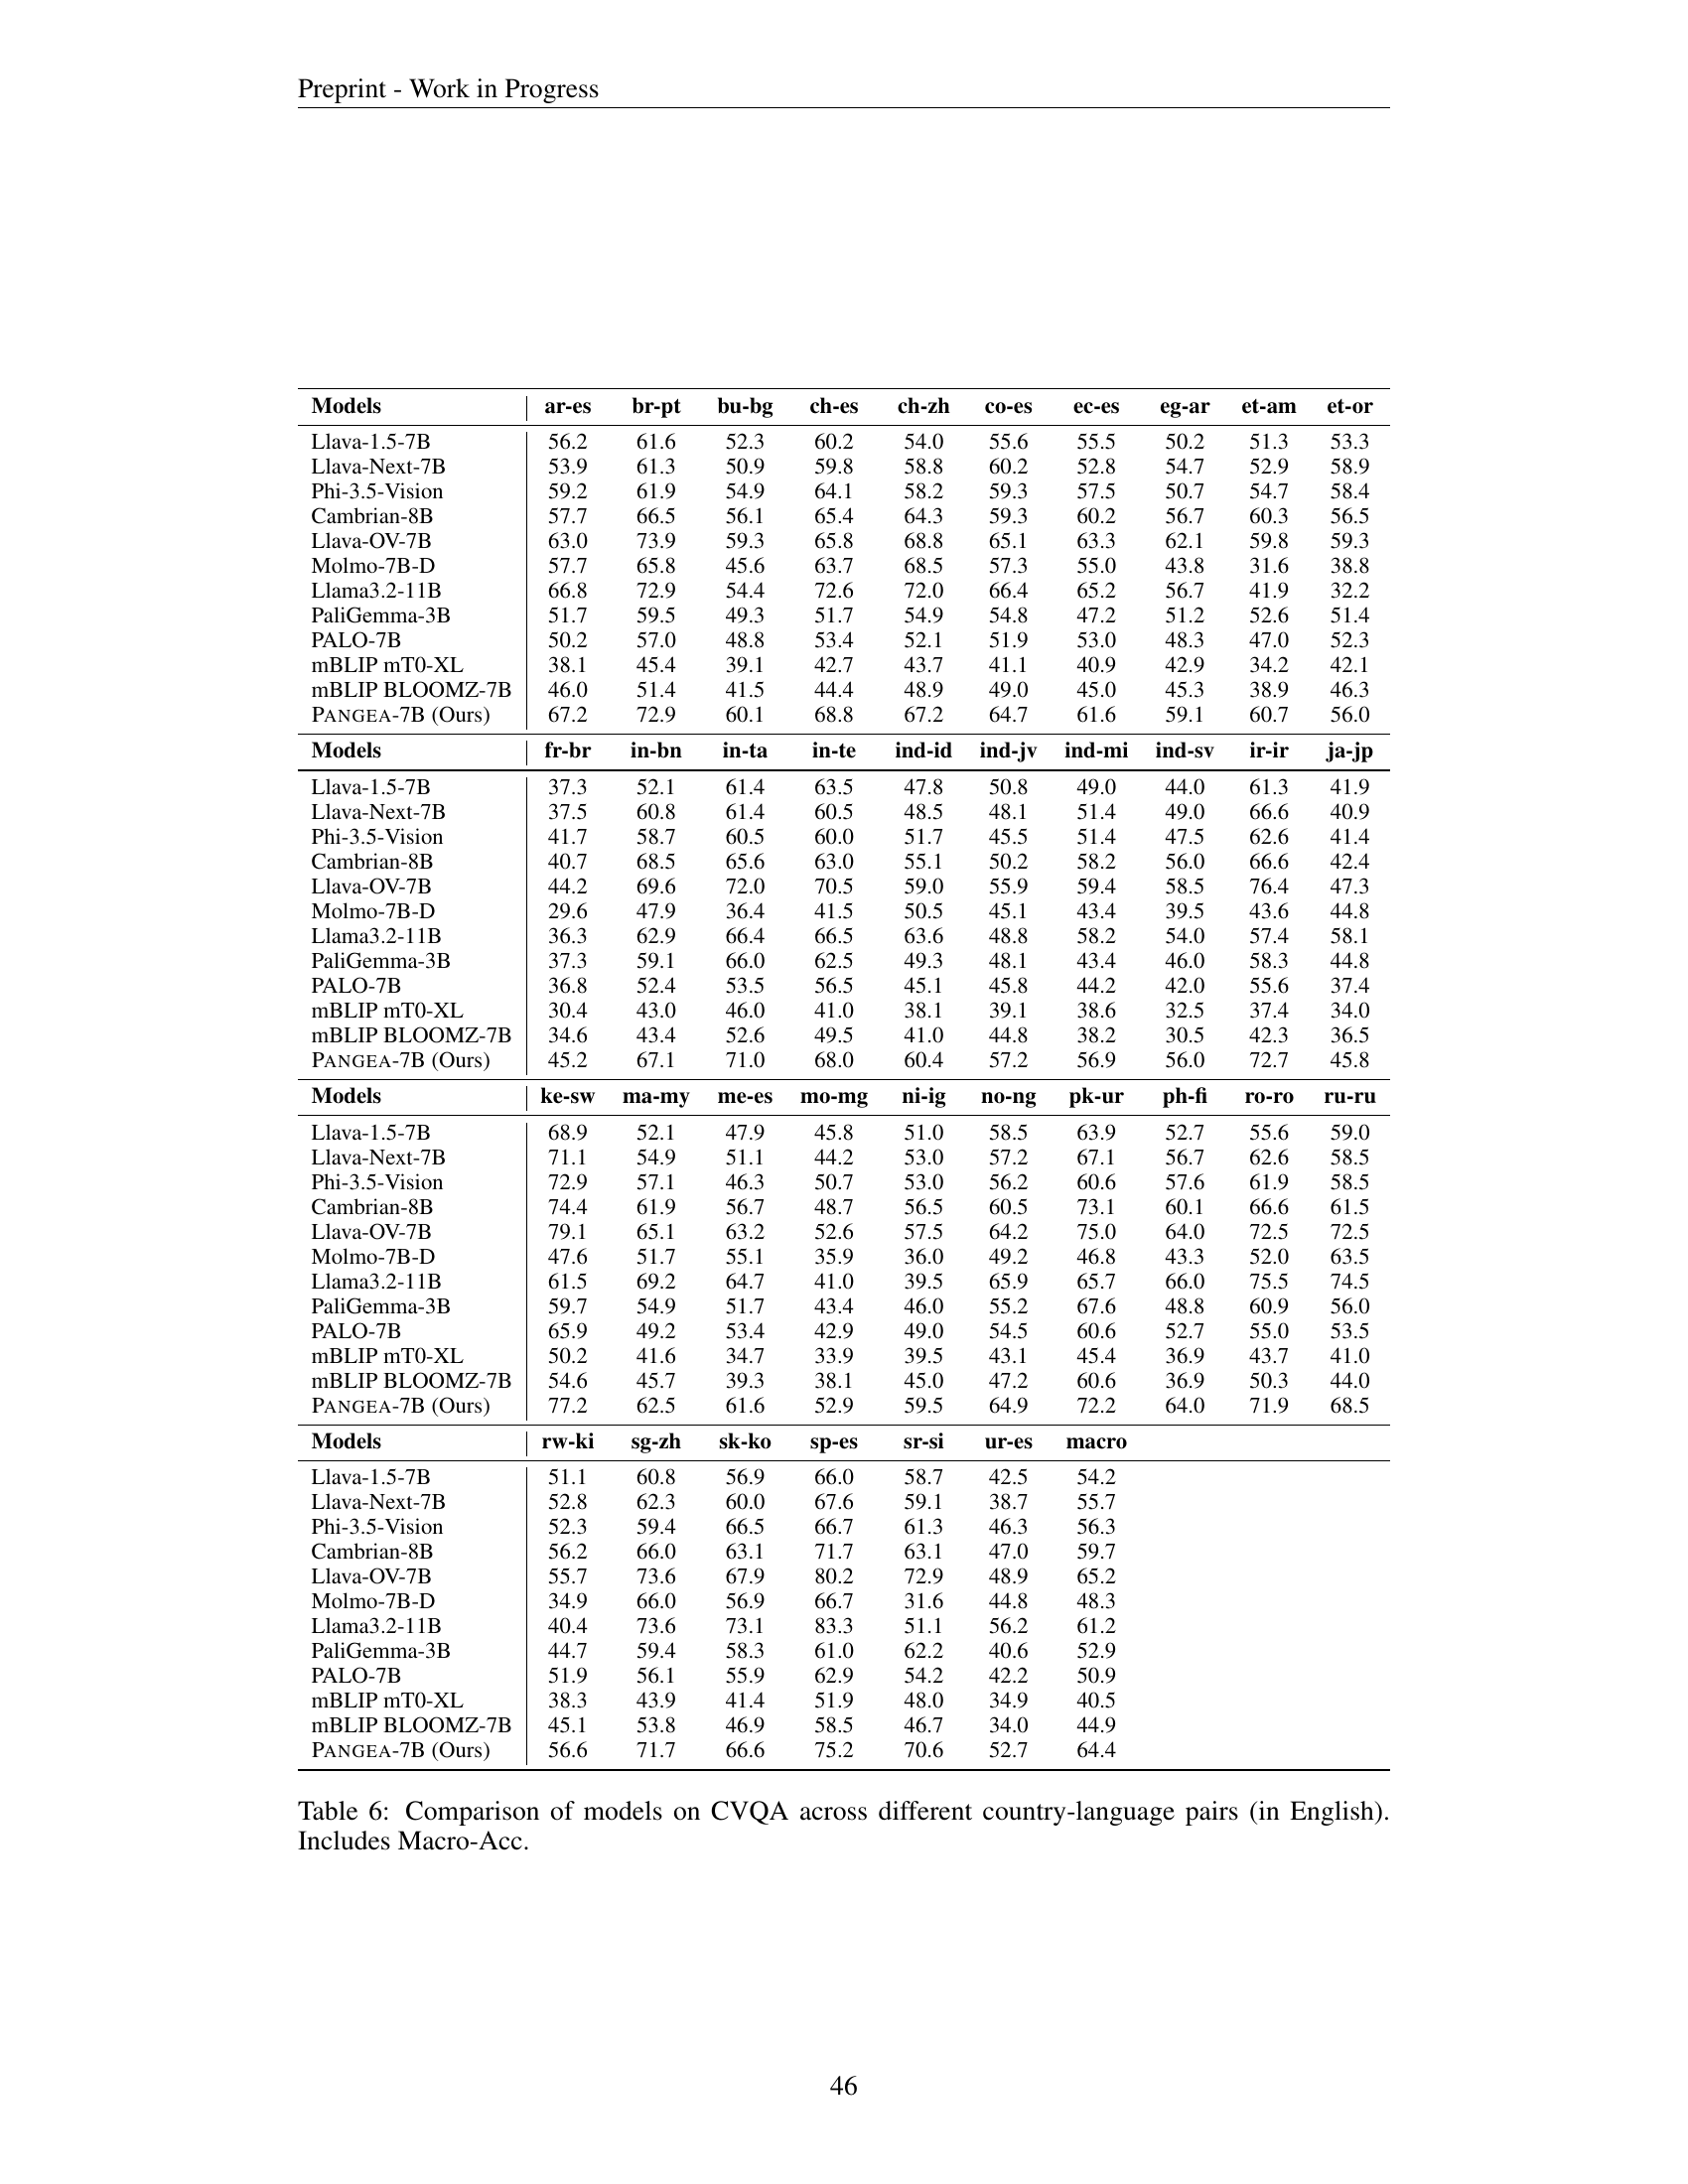 Preprint - Work in Progress
Models ar-es br-pt bu-bg ch-es ch-zh co-es ec-es eg-ar et-am et-or
Llava-1.5-7B 56.2 61.6 52.3 60.2 54.0 55.6 55.5 50.2 51.3 53.3
Llava-Next-7B 53.9 61.3 50.9 59.8 58.8 60.2 52.8 54.7 52.9 58.9
Phi-3.5-Vision 59.2 61.9 54.9 64.1 58.2 59.3 57.5 50.7 54.7 58.4
Cambrian-8B 57.7 66.5 56.1 65.4 64.3 59.3 60.2 56.7 60.3 56.5
Llava-OV-7B 63.0 73.9 59.3 65.8 68.8 65.1 63.3 62.1 59.8 59.3
Molmo-7B-D 57.7 65.8 45.6 63.7 68.5 57.3 55.0 43.8 31.6 38.8
Llama3.2-11B 66.8 72.9 54.4 72.6 72.0 66.4 65.2 56.7 41.9 32.2
PaliGemma-3B 51.7 59.5 49.3 51.7 54.9 54.8 47.2 51.2 52.6 51.4
PALO-7B 50.2 57.0 48.8 53.4 52.1 51.9 53.0 48.3 47.0 52.3
mBLIP mT0-XL 38.1 45.4 39.1 42.7 43.7 41.1 40.9 42.9 34.2 42.1
mBLIP BLOOMZ-7B 46.0 51.4 41.5 44.4 48.9 49.0 45.0 45.3 38.9 46.3
PANGEA-7B (Ours) 67.2 72.9 60.1 68.8 67.2 64.7 61.6 59.1 60.7 56.0
Models fr-br in-bn in-ta in-te ind-id ind-jv ind-mi ind-sv ir-ir ja-jp
Llava-1.5-7B 37.3 52.1 61.4 63.5 47.8 50.8 49.0 44.0 61.3 41.9
Llava-Next-7B 37.5 60.8 61.4 60.5 48.5 48.1 51.4 49.0 66.6 40.9
Phi-3.5-Vision 41.7 58.7 60.5 60.0 51.7 45.5 51.4 47.5 62.6 41.4
Cambrian-8B 40.7 68.5 65.6 63.0 55.1 50.2 58.2 56.0 66.6 42.4
Llava-OV-7B 44.2 69.6 72.0 70.5 59.0 55.9 59.4 58.5 76.4 47.3
Molmo-7B-D 29.6 47.9 36.4 41.5 50.5 45.1 43.4 39.5 43.6 44.8
Llama3.2-11B 36.3 62.9 66.4 66.5 63.6 48.8 58.2 54.0 57.4 58.1
PaliGemma-3B 37.3 59.1 66.0 62.5 49.3 48.1 43.4 46.0 58.3 44.8
PALO-7B 36.8 52.4 53.5 56.5 45.1 45.8 44.2 42.0 55.6 37.4
mBLIP mT0-XL 30.4 43.0 46.0 41.0 38.1 39.1 38.6 32.5 37.4 34.0
mBLIP BLOOMZ-7B 34.6 43.4 52.6 49.5 41.0 44.8 38.2 30.5 42.3 36.5
PANGEA-7B (Ours) 45.2 67.1 71.0 68.0 60.4 57.2 56.9 56.0 72.7 45.8
Models ke-sw ma-my me-es mo-mg ni-ig no-ng pk-ur ph-fi ro-ro ru-ru
Llava-1.5-7B 68.9 52.1 47.9 45.8 51.0 58.5 63.9 52.7 55.6 59.0
Llava-Next-7B 71.1 54.9 51.1 44.2 53.0 57.2 67.1 56.7 62.6 58.5
Phi-3.5-Vision 72.9 57.1 46.3 50.7 53.0 56.2 60.6 57.6 61.9 58.5
Cambrian-8B 74.4 61.9 56.7 48.7 56.5 60.5 73.1 60.1 66.6 61.5
Llava-OV-7B 79.1 65.1 63.2 52.6 57.5 64.2 75.0 64.0 72.5 72.5
Molmo-7B-D 47.6 51.7 55.1 35.9 36.0 49.2 46.8 43.3 52.0 63.5
Llama3.2-11B 61.5 69.2 64.7 41.0 39.5 65.9 65.7 66.0 75.5 74.5
PaliGemma-3B 59.7 54.9 51.7 43.4 46.0 55.2 67.6 48.8 60.9 56.0
PALO-7B 65.9 49.2 53.4 42.9 49.0 54.5 60.6 52.7 55.0 53.5
mBLIP mT0-XL 50.2 41.6 34.7 33.9 39.5 43.1 45.4 36.9 43.7 41.0
mBLIP BLOOMZ-7B 54.6 45.7 39.3 38.1 45.0 47.2 60.6 36.9 50.3 44.0
PANGEA-7B (Ours) 77.2 62.5 61.6 52.9 59.5 64.9 72.2 64.0 71.9 68.5
Models rw-ki sg-zh sk-ko sp-es sr-si ur-es macro
Llava-1.5-7B 51.1 60.8 56.9 66.0 58.7 42.5 54.2
Llava-Next-7B 52.8 62.3 60.0 67.6 59.1 38.7 55.7
Phi-3.5-Vision 52.3 59.4 66.5 66.7 61.3 46.3 56.3
Cambrian-8B 56.2 66.0 63.1 71.7 63.1 47.0 59.7
Llava-OV-7B 55.7 73.6 67.9 80.2 72.9 48.9 65.2
Molmo-7B-D 34.9 66.0 56.9 66.7 31.6 44.8 48.3
Llama3.2-11B 40.4 73.6 73.1 83.3 51.1 56.2 61.2
PaliGemma-3B 44.7 59.4 58.3 61.0 62.2 40.6 52.9
PALO-7B 51.9 56.1 55.9 62.9 54.2 42.2 50.9
mBLIP mT0-XL 38.3 43.9 41.4 51.9 48.0 34.9 40.5
mBLIP BLOOMZ-7B 45.1 53.8 46.9 58.5 46.7 34.0 44.9
PANGEA-7B (Ours) 56.6 71.7 66.6 75.2 70.6 52.7 64.4
Table 6: Comparison of models on CVQA across different country-language pairs (in English).
Includes Macro-Acc.
46